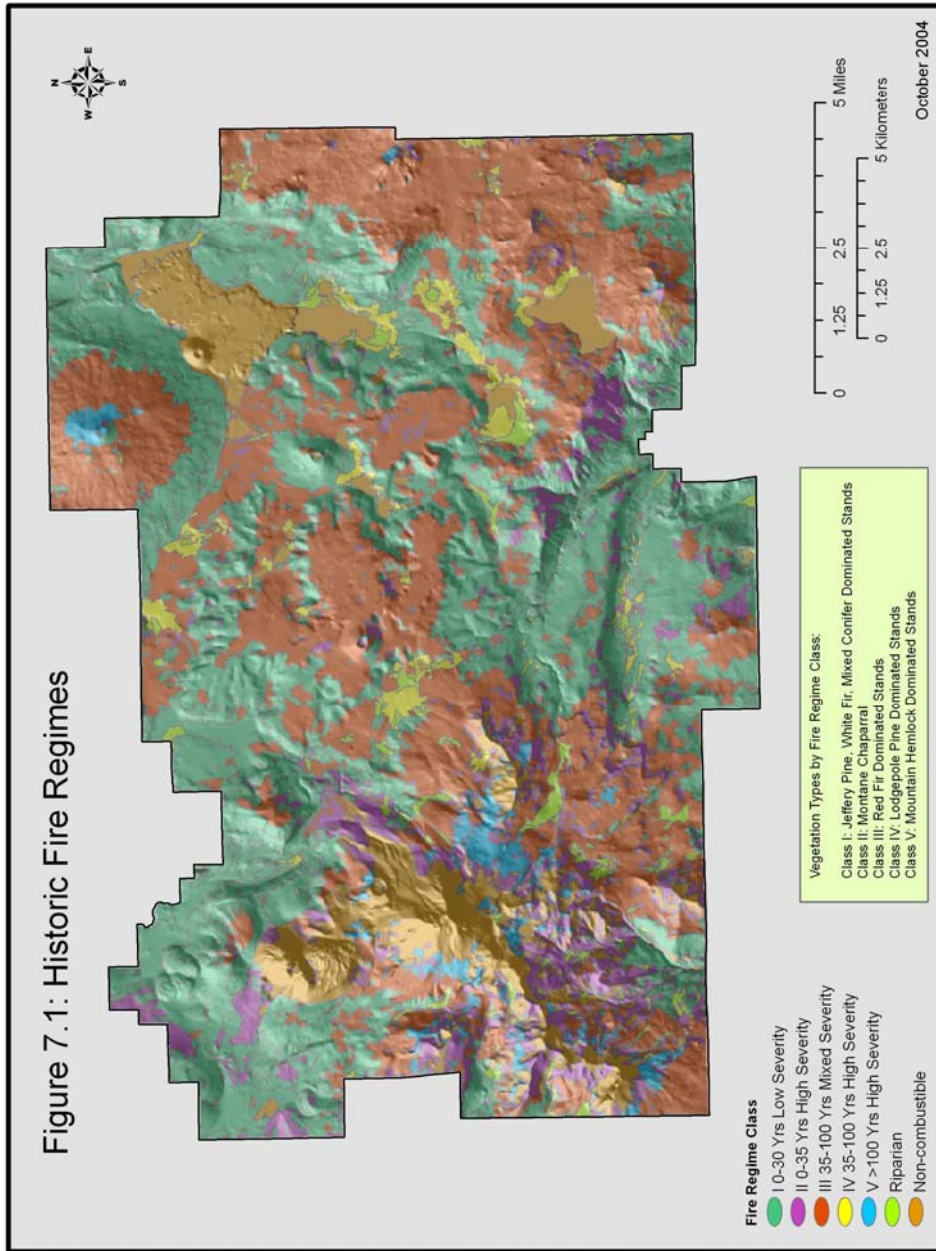 Figure 7.1: Historic Fire Regimes
N
W E
S
Fire Regime Class
I 0-30 Yrs Low Severity
II 0-35 Yrs High Severity
III 35-100 Yrs Mixed Severity
IV 35-100 Yrs High Severity
V >100 Yrs High Severity
Riparian
Non-combustible
Vegetation Types by Fire Regime Class:
Class I: Jeffery Pine, White Fir, Mixed Conifer Dominated Stands
Class II: Montane Chaparral
Class III: Red Fir Dominated Stands
Class IV: Lodgepole Pine Dominated Stands
Class V: Mountain Hemlock Dominated Stands
0 1.25 2.5 5 Miles
0 1.25 2.5 5 Kilometers
October 2004